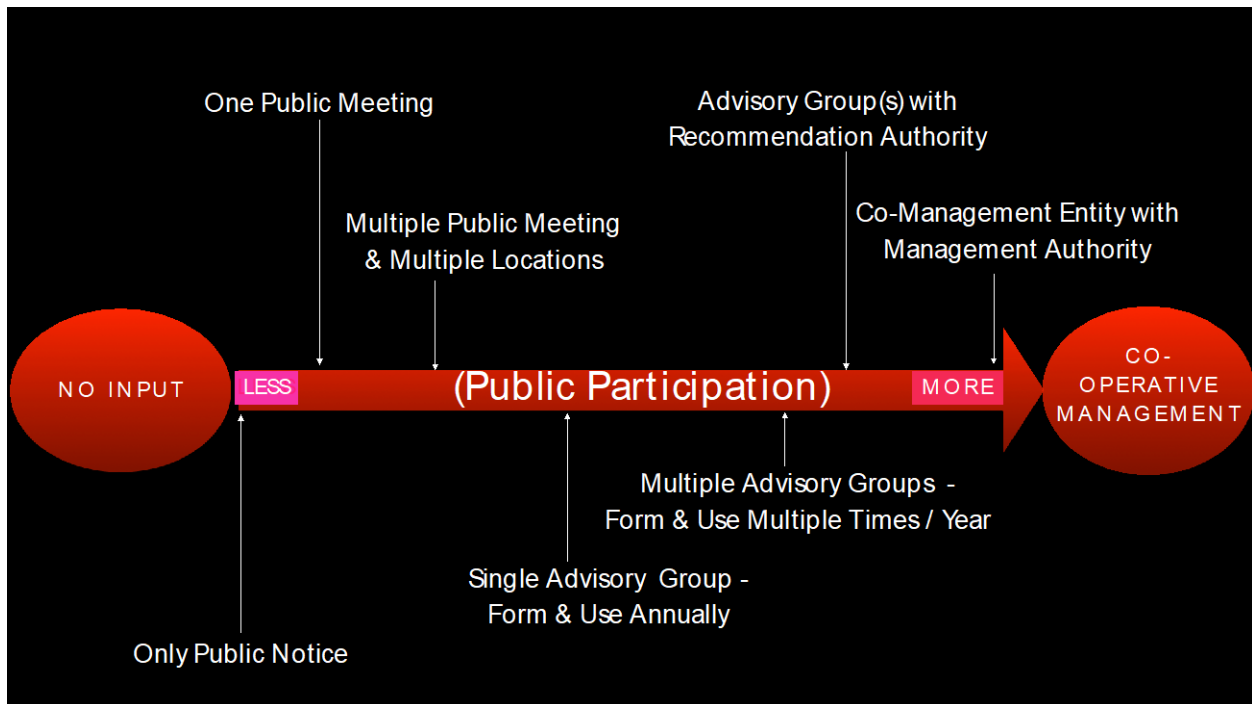 One Public Meeting
Advisory Group(s) with
Recommendation Authority
Multiple Public Meeting
& Multiple Locations
Co-Management Entity with
Management Authority
NO INPUT
LESS
(Public Participation)
MORE
CO-
OPERATIVE
MANAGEMENT
Multiple Advisory Groups -
Form & Use Multiple Times / Year
Single Advisory Group -
Form & Use Annually
Only Public Notice